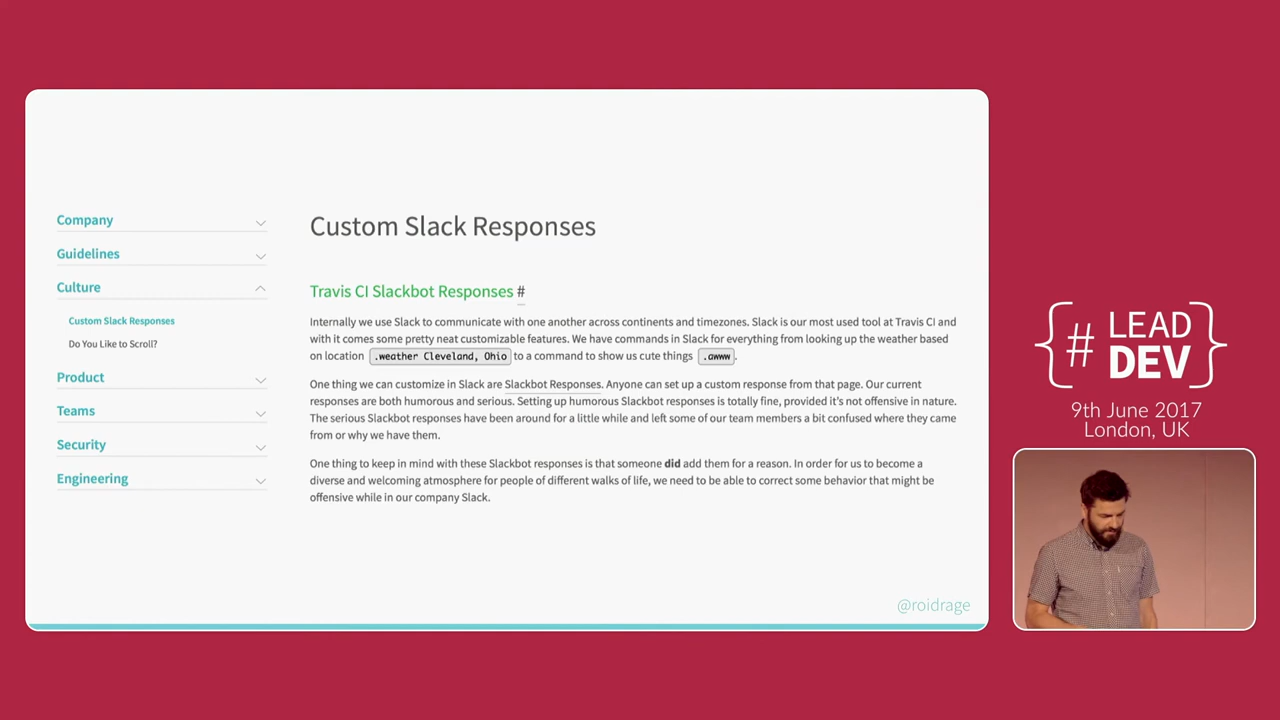 Company
Guidelines
Culture
Custom Slack Responses
Do You Like to Scroll?
Product
Teams
Security
Engineering
Custom Slack Responses
Travis CI Slackbot Responses #
Internally we use Slack to communicate with one another across continents and timezones. Slack is our most used tool at Travis CI and
with it comes some pretty neat customizable features. We have commands in Slack for everything from looking up the weather based
on location .weather Cleveland, Ohio to a command to show us cute things .awww.
One thing we can customize in Slack are Slackbot Responses. Anyone can set up a custom response from that page. Our current
responses are both humorous and serious. Setting up humorous Slackbot responses is totally fine, provided it's not offensive in nature.
The serious Slackbot responses have been around for a little while and left some of our team members a bit confused where they came
from or why we have them.
One thing to keep in mind with these Slackbot responses is that someone did add them for a reason. In order for us to become a
diverse and welcoming atmosphere for people of different walks of life, we need to be able to correct some behavior that might be
offensive while in our company Slack.
@roidrage
{# LEAD
DEV}
9th June 2017
London, UK